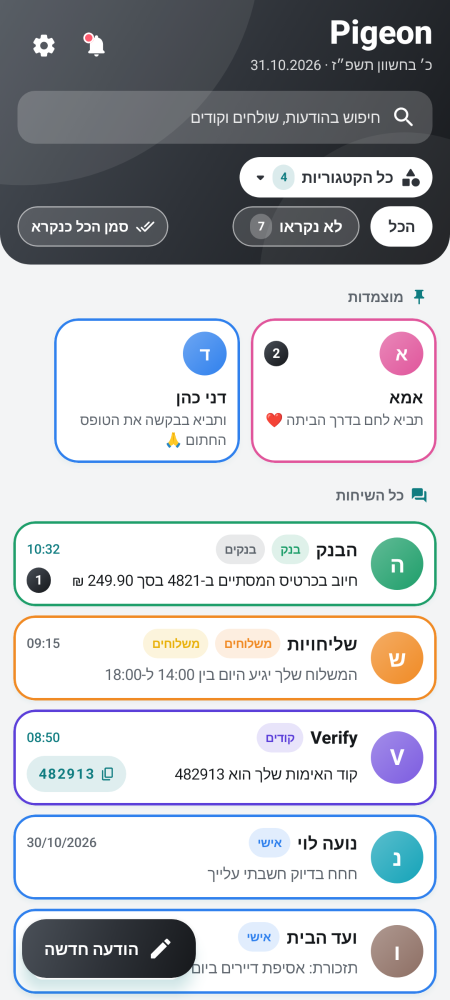 Pigeon
כ׳ בחשוון תשפ״ז · 31.10.2026
חיפוש בהודעות, שולחים וקודים
כל הקטגוריות 4
הכל
לא נקראו 7
סמן הכל כנקרא
מוצמדות
א
2
אמא
תביא לחם בדרך הביתה ❤️
ד
דני כהן
ותביא בבקשה את הטופס
החתום 🙏
כל השיחות
ה
הבנק בנק בנקים 10:32
חיוב בכרטיס המסתיים ב-4821 בסך 249.90 ₪ 1
ש
שליחויות משלוחים משלוחים 09:15
המשלוח שלך יגיע היום בין 14:00 ל-18:00
V
Verify קודים 08:50
קוד האימות שלך הוא 482913 482913
נ
נועה לוי אישי 30/10/2026
חחח בדיוק חשבתי עלייך
ו
ועד הבית אישי
תזכורת: אסיפת דיירים ביום
הודעה חדשה